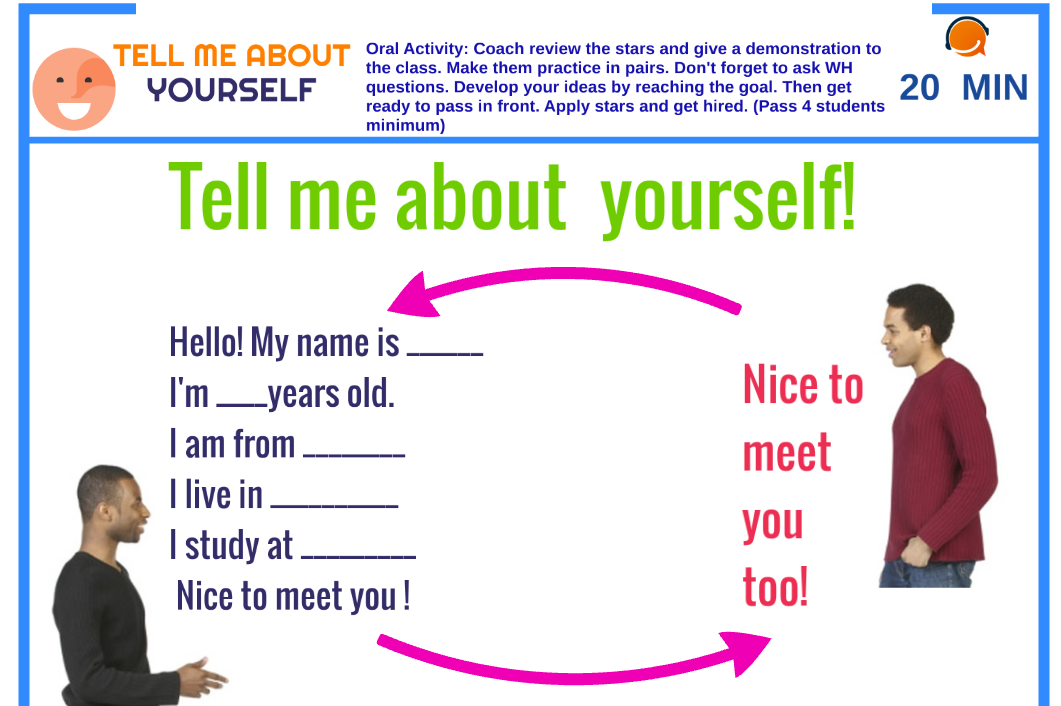 TELL ME ABOUT
YOURSELF
Oral Activity: Coach review the stars and give a demonstration to
the class. Make them practice in pairs. Don't forget to ask WH
questions. Develop your ideas by reaching the goal. Then get
ready to pass in front. Apply stars and get hired. (Pass 4 students
minimum)
20 MIN
Tell me about yourself!
Hello! My name is ______
I'm ____years old.
I am from ________
I live in __________
I study at _________
Nice to meet you !
Nice to
meet
you
too!